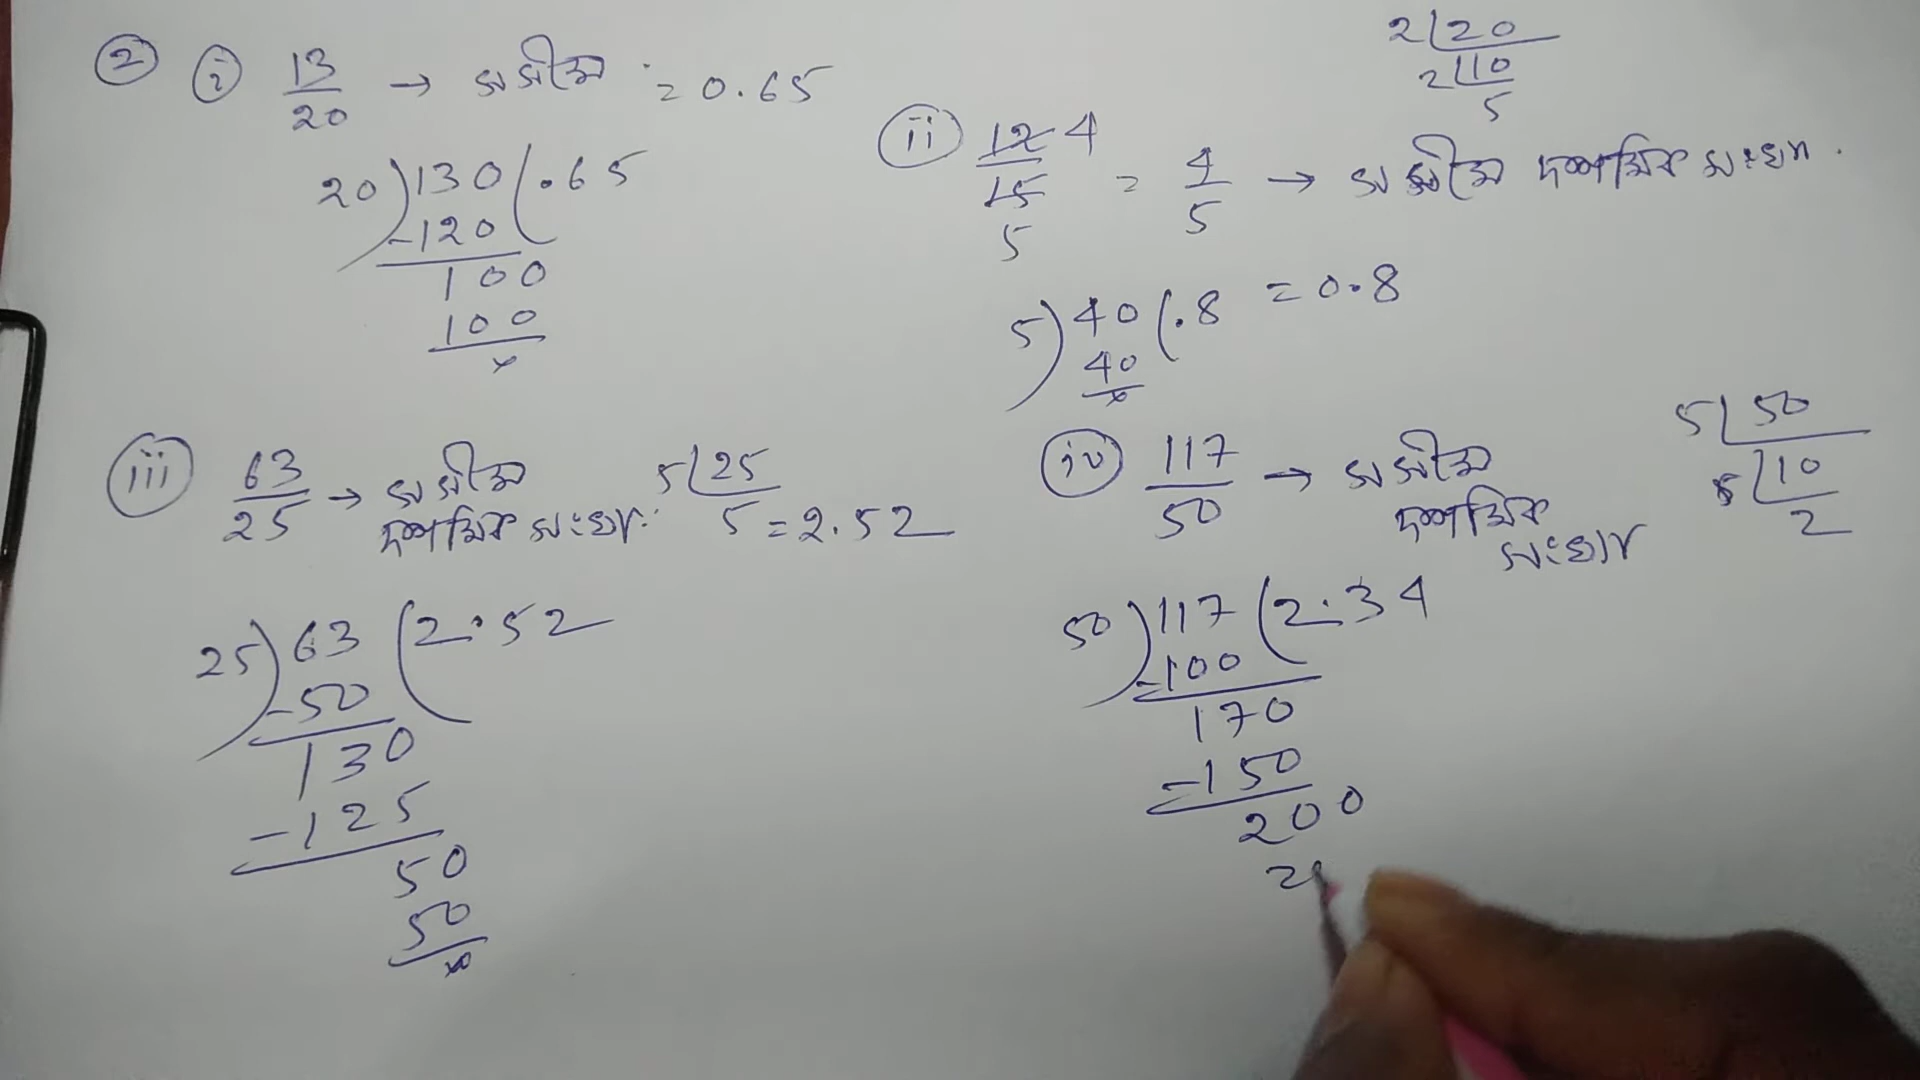 2 i 13/20 → সসীম = 0.65
20)130(.65
-120
100
100
x
2|20
2|10
5
ii 12/15 4 5 = 4/5 → সসীম দশমিক সংখ্যা.
5)40(.8 = 0.8
40
x
iii 63/25 → সসীম
দশমিক সংখ্যা
5|25
5 = 2.52
25)63(2.52
-50
130
-125
50
50
x
iv 117/50 → সসীম
দশমিক
সংখ্যা
5|50
5|10
2
50)117(2.34
-100
170
-150
200